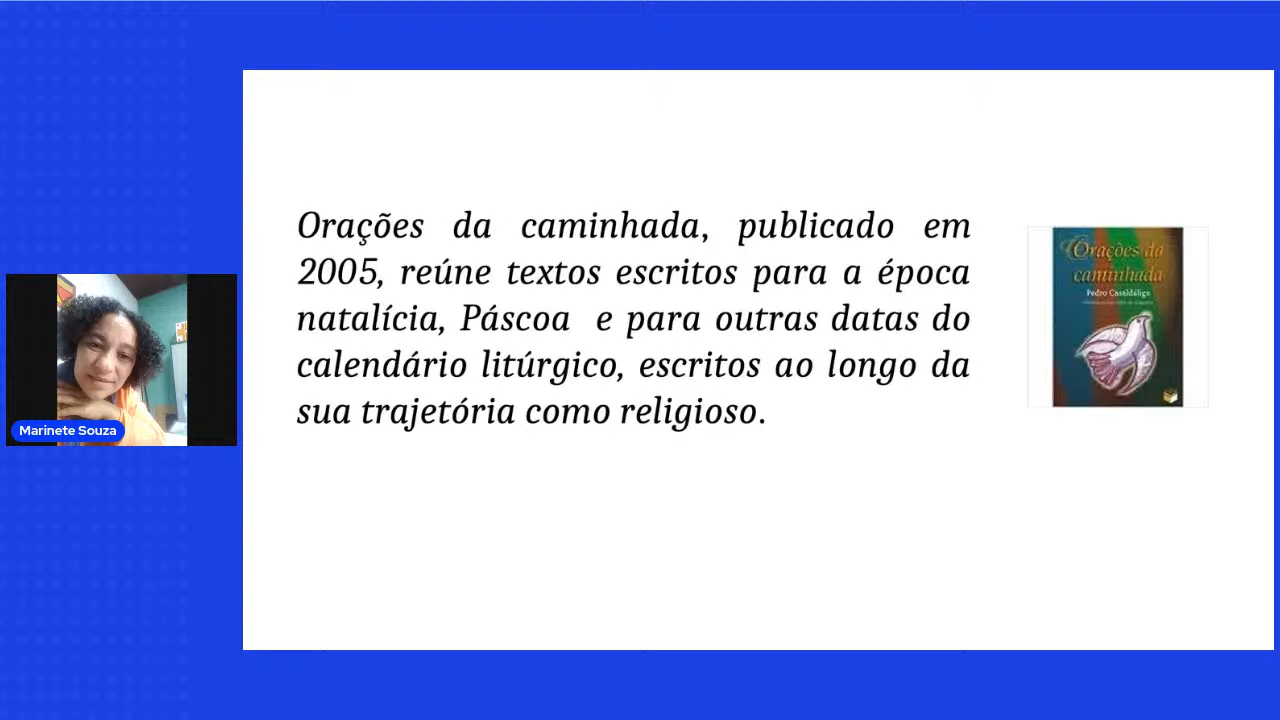 Orações da caminhada, publicado em
2005, reúne textos escritos para a época
natalícia, Páscoa e para outras datas do
calendário litúrgico, escritos ao longo da
sua trajetória como religioso.
Orações da
caminhada
Pedro Casaldáliga
Marinete Souza